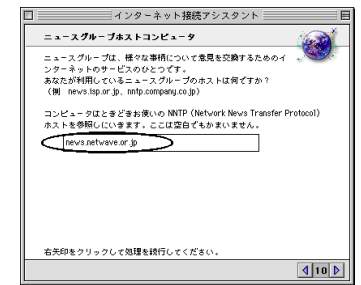 インターネット接続アシスタント
ニュースグループホストコンピュータ
ニュースグループは、様々な事柄について意見を交換するためのイ
ンターネットのサービスのひとつです。
あなたが利用しているニュースグループのホストは何ですか？
（例 news.isp.or.jp, nntp.company.co.jp）
コンピュータはときどきお使いの NNTP（Network News Transfer Protocol）
ホストを参照しにいきます。ここは空白でもかまいません。
news.netwave.or.jp
右矢印をクリックして処理を続行してください。
10